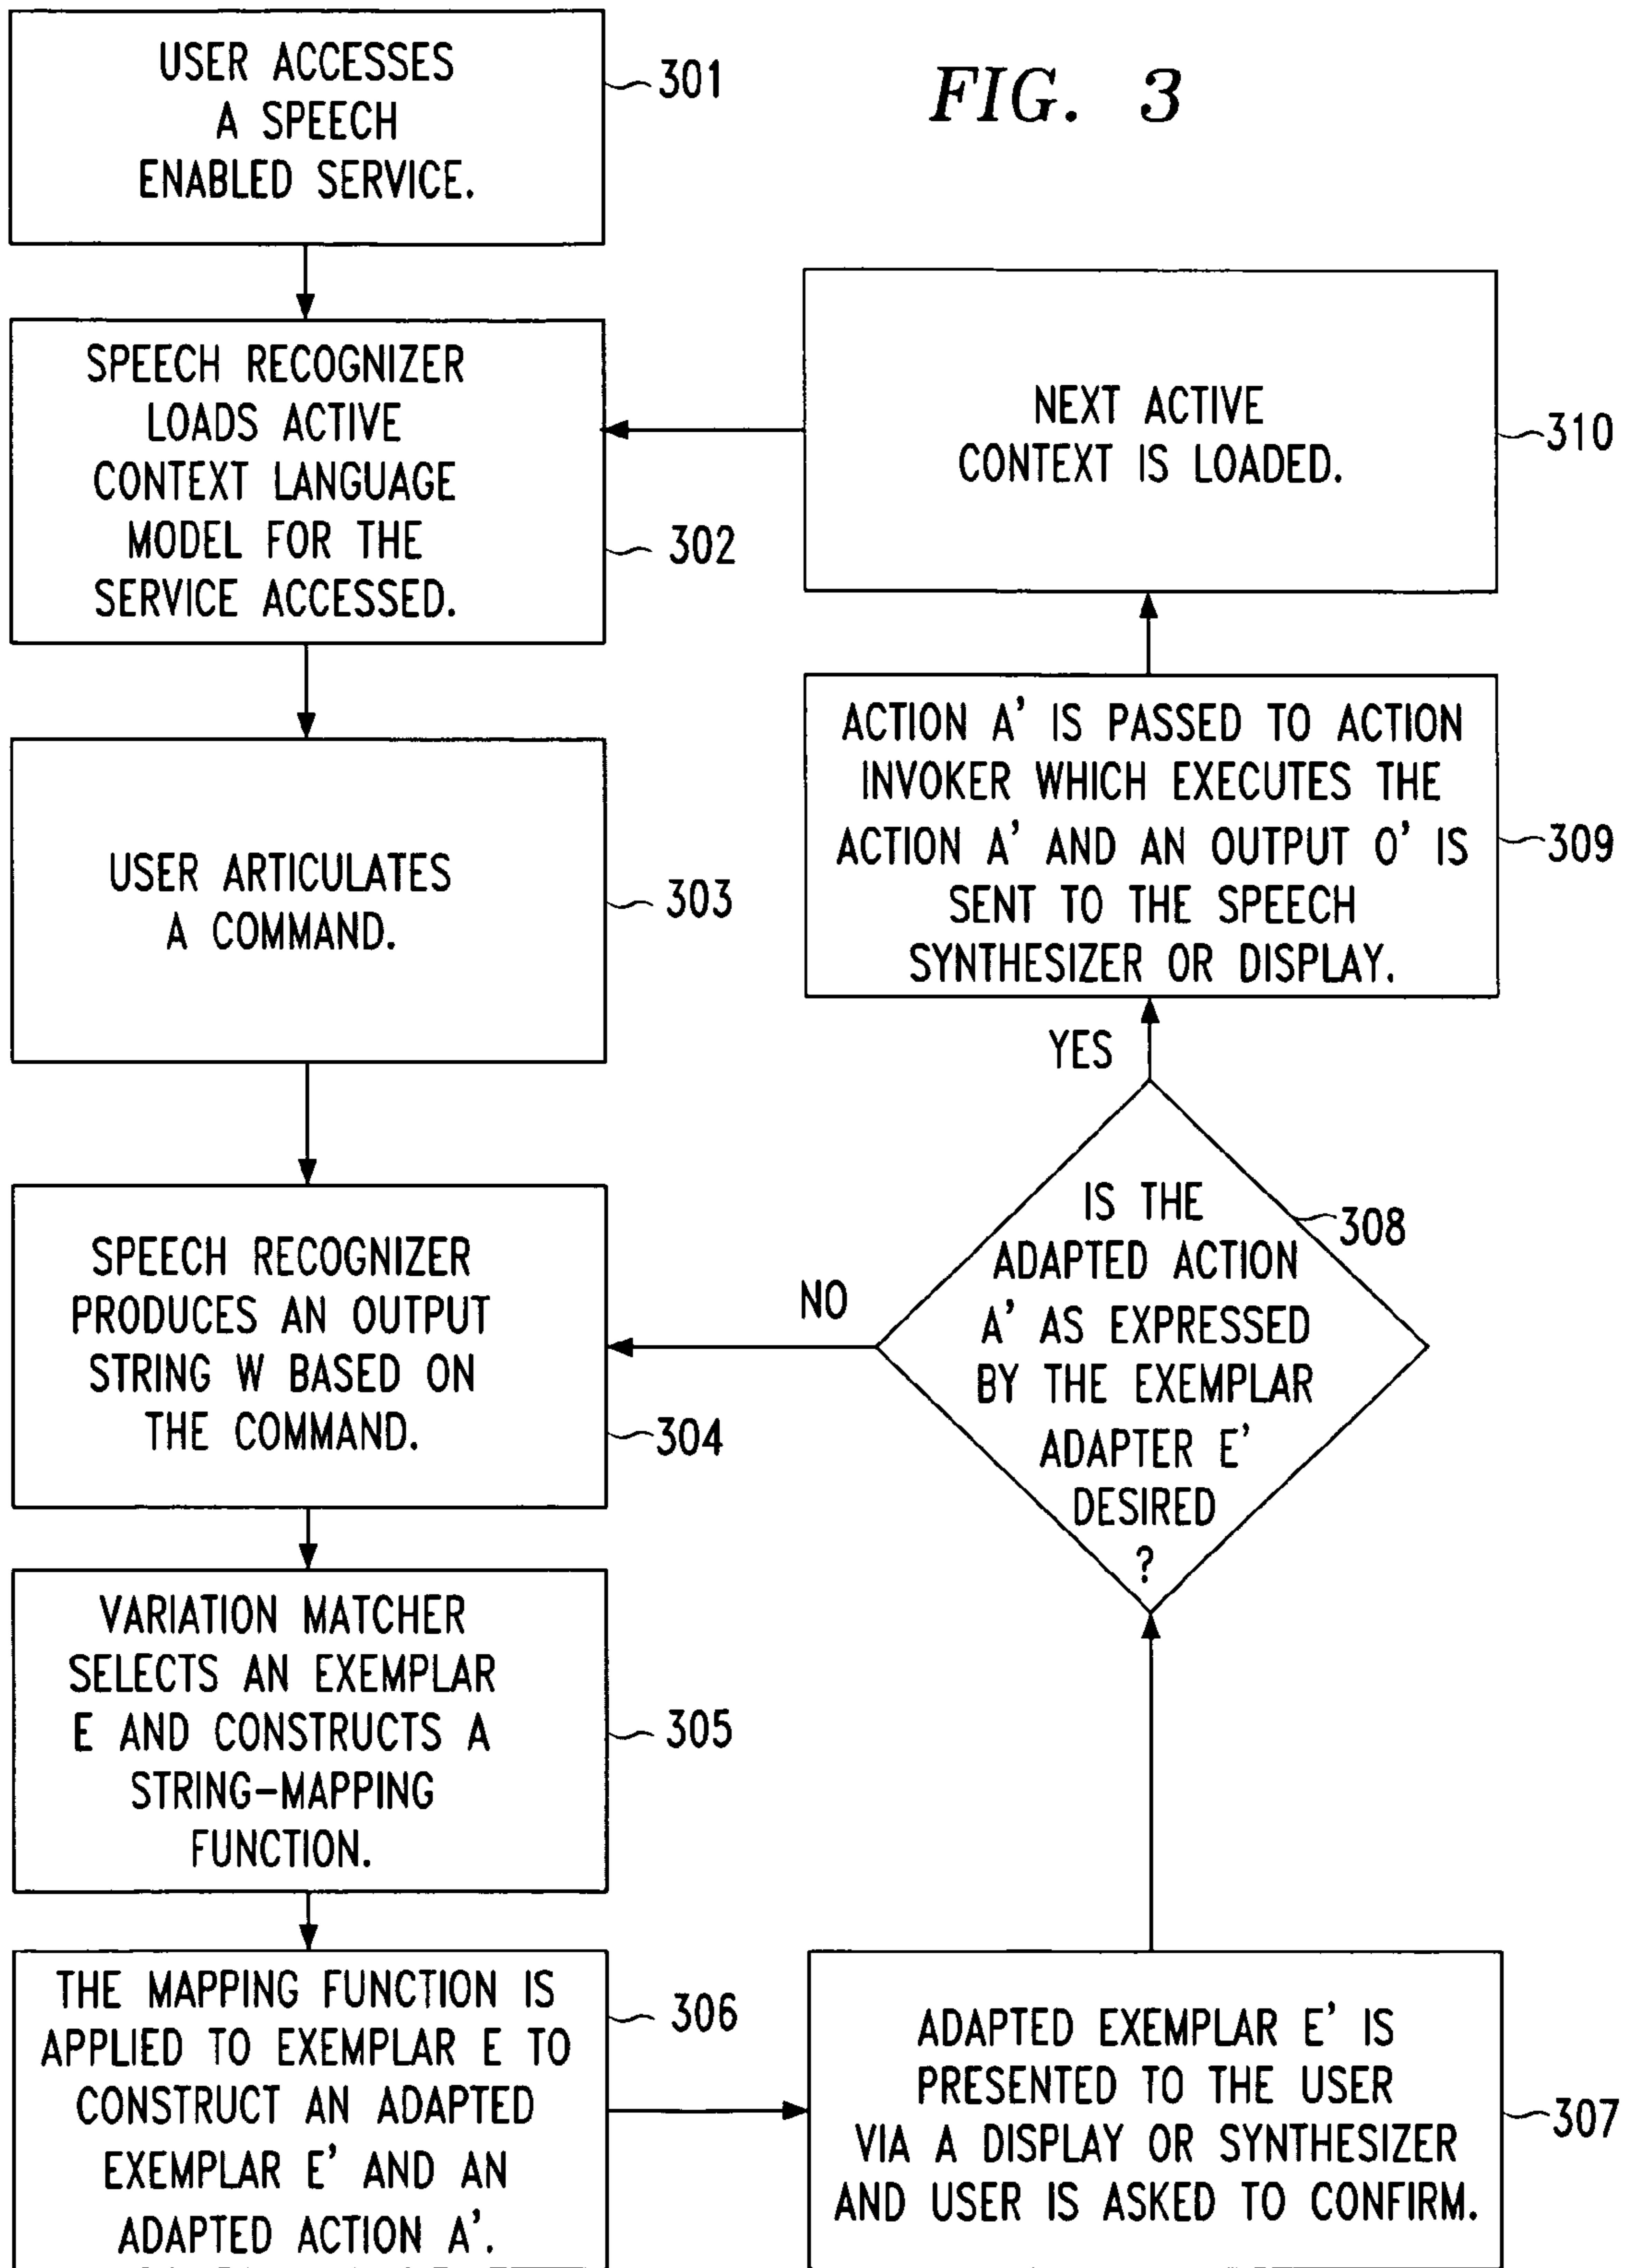 FIG. 3
USER ACCESSES
A SPEECH
ENABLED SERVICE.
301
SPEECH RECOGNIZER
LOADS ACTIVE
CONTEXT LANGUAGE
MODEL FOR THE
SERVICE ACCESSED.
302
USER ARTICULATES
A COMMAND.
303
SPEECH RECOGNIZER
PRODUCES AN OUTPUT
STRING W BASED ON
THE COMMAND.
304
VARIATION MATCHER
SELECTS AN EXEMPLAR
E AND CONSTRUCTS A
STRING-MAPPING
FUNCTION.
305
THE MAPPING FUNCTION IS
APPLIED TO EXEMPLAR E TO
CONSTRUCT AN ADAPTED
EXEMPLAR E' AND AN
ADAPTED ACTION A'.
306
ADAPTED EXEMPLAR E' IS
PRESENTED TO THE USER
VIA A DISPLAY OR SYNTHESIZER
AND USER IS ASKED TO CONFIRM.
307
IS THE
ADAPTED ACTION
A' AS EXPRESSED
BY THE EXEMPLAR
ADAPTER E'
DESIRED
?
308
NO
YES
ACTION A' IS PASSED TO ACTION
INVOKER WHICH EXECUTES THE
ACTION A' AND AN OUTPUT O' IS
SENT TO THE SPEECH
SYNTHESIZER OR DISPLAY.
309
NEXT ACTIVE
CONTEXT IS LOADED.
310